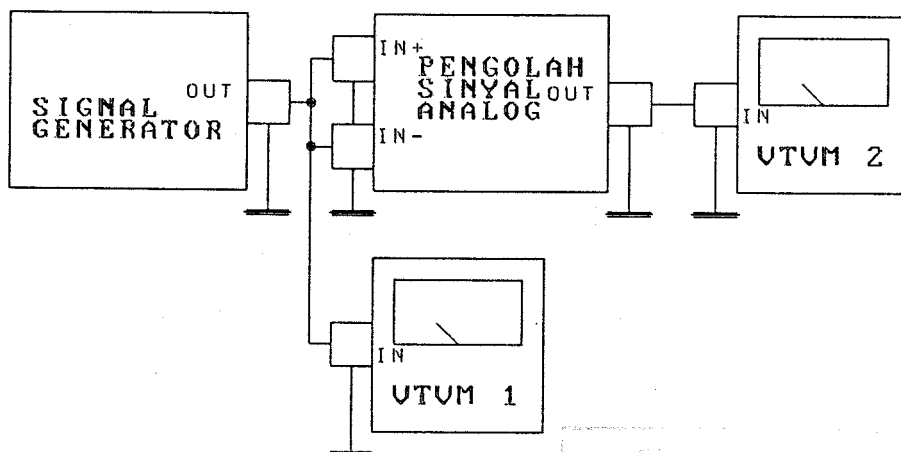 OUT
SIGNAL
GENERATOR
IN+
PENGOLAH
SINYAL
OUT
ANALOG
IN-
IN
VTVM 2
IN
VTVM 1